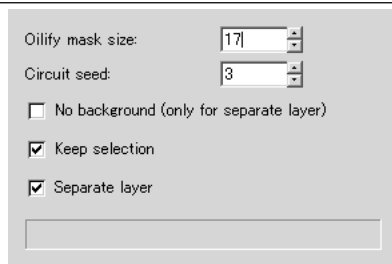 Oilify mask size: 17
Circuit seed: 3
No background (only for separate layer)
Keep selection
Separate layer